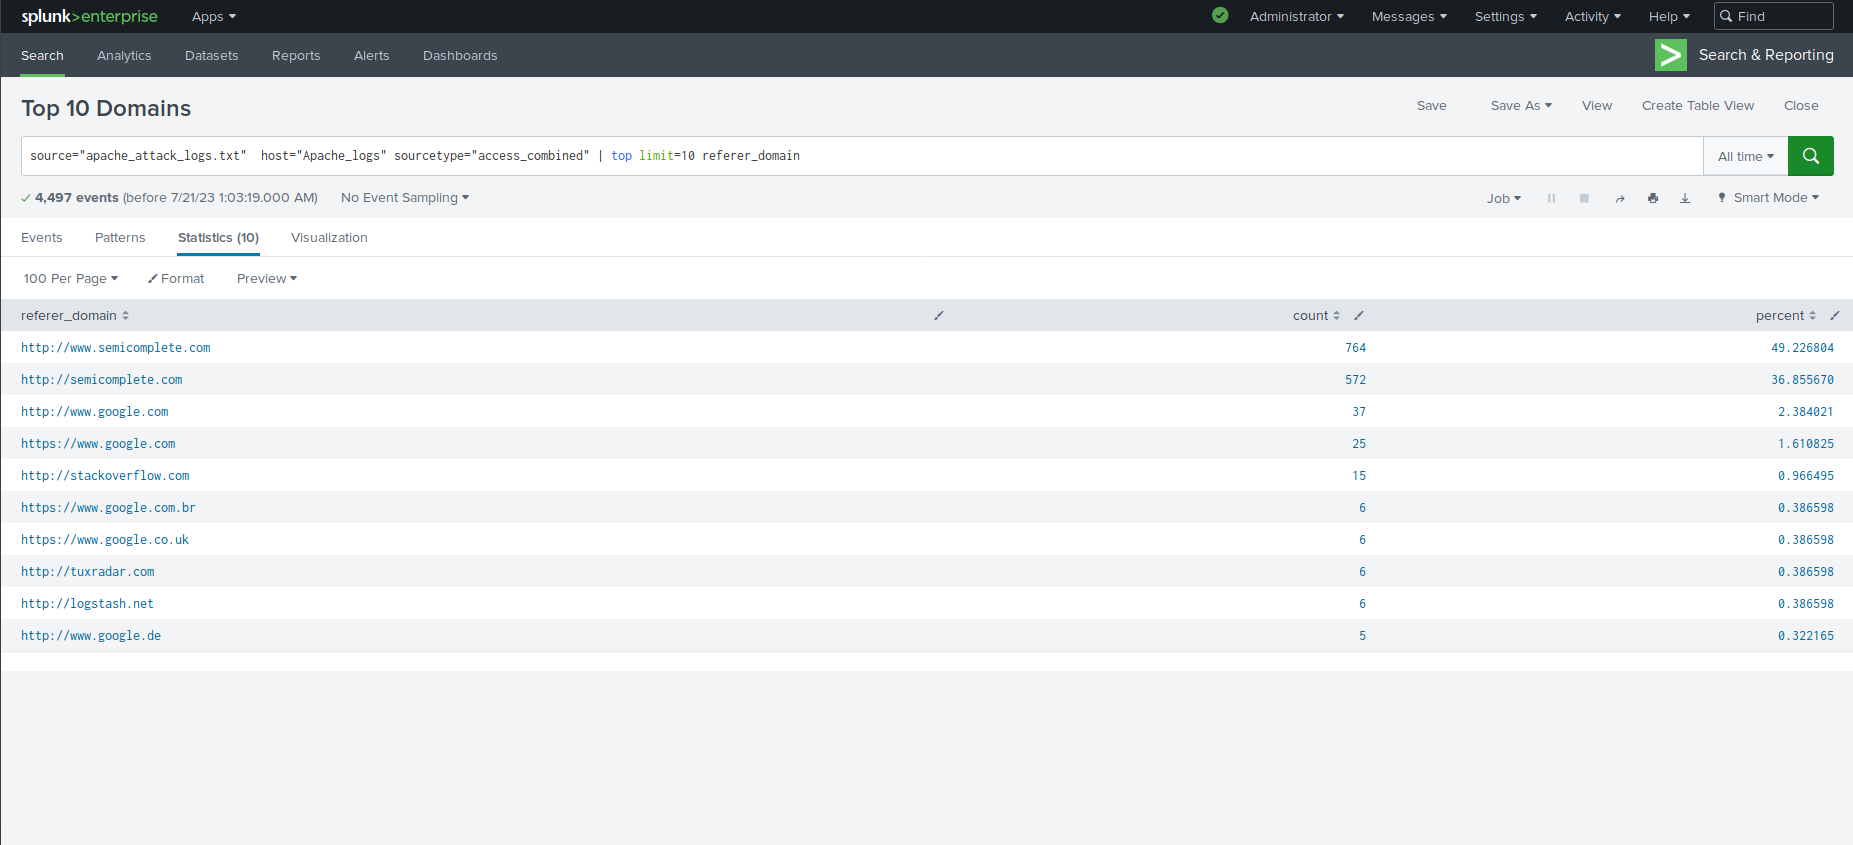 splunk>enterprise Apps Administrator Messages Settings Activity Help Find
Search Analytics Datasets Reports Alerts Dashboards Search & Reporting
Top 10 Domains Save Save As View Create Table View Close
source="apache_attack_logs.txt"  host="Apache_logs" sourcetype="access_combined" | top limit=10 referer_domain All time
4,497 events (before 7/21/23 1:03:19.000 AM) No Event Sampling Job Smart Mode
Events Patterns Statistics (10) Visualization
100 Per Page Format Preview
referer_domain count percent
http://www.semicomplete.com 764 49.226804
http://semicomplete.com 572 36.855670
http://www.google.com 37 2.384021
https://www.google.com 25 1.610825
http://stackoverflow.com 15 0.966495
https://www.google.com.br 6 0.386598
https://www.google.co.uk 6 0.386598
http://tuxradar.com 6 0.386598
http://logstash.net 6 0.386598
http://www.google.de 5 0.322165